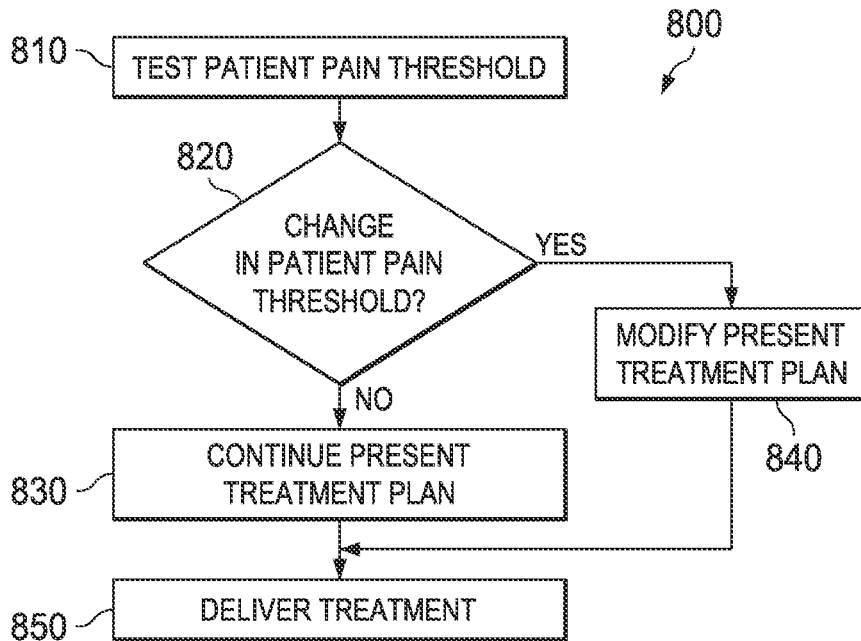 800
810
TEST PATIENT PAIN THRESHOLD
820
CHANGE
IN PATIENT PAIN
THRESHOLD?
YES
MODIFY PRESENT
TREATMENT PLAN
840
NO
830
CONTINUE PRESENT
TREATMENT PLAN
850
DELIVER TREATMENT